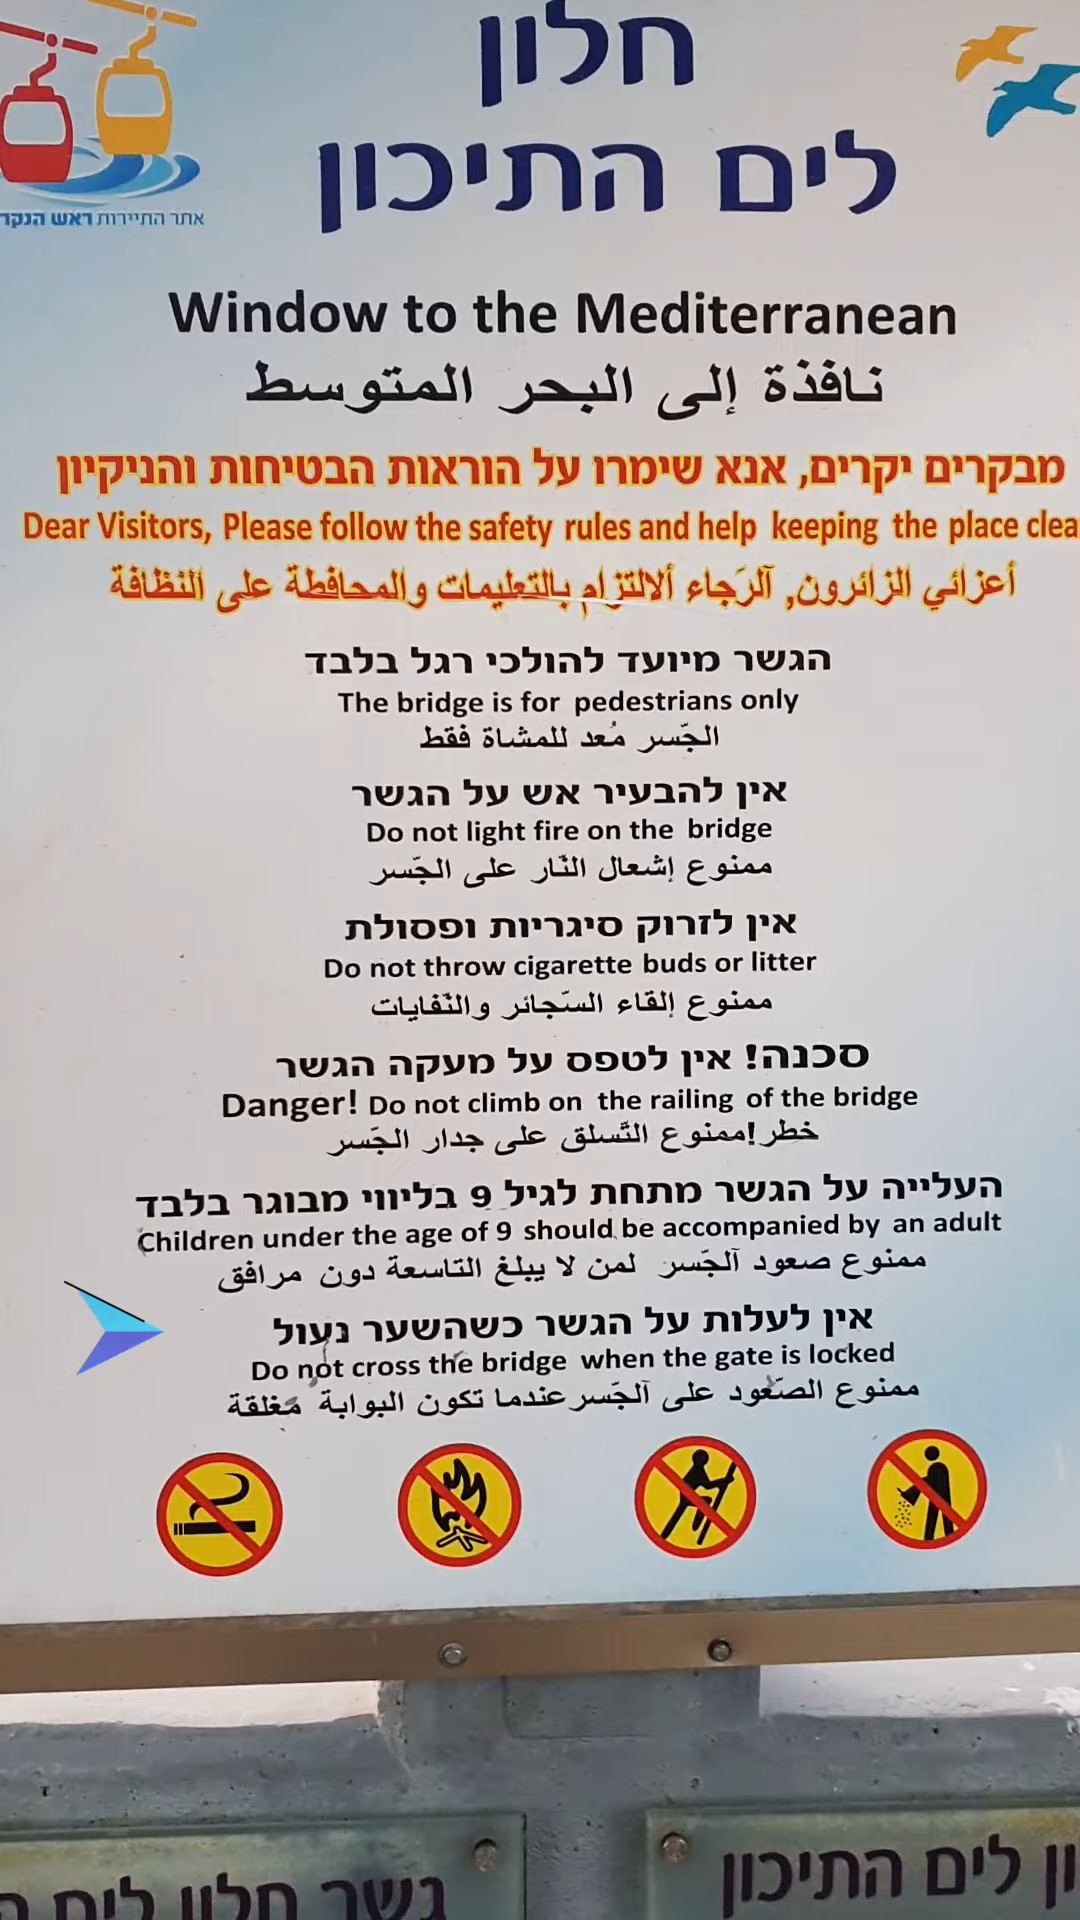 חלון
לים התיכון
אתר התיירות ראש הנקר
Window to the Mediterranean
نافذة إلى البحر المتوسط
מבקרים יקרים, אנא שימרו על הוראות הבטיחות והניקיון
Dear Visitors, Please follow the safety rules and help keeping the place clea
أعزائي الزائرون, آلرَجاء ألالتزام بالتعليمات والمحافطة على النظافة
הגשר מיועד להולכי רגל בלבד
The bridge is for pedestrians only
الجّسر مُعد للمشاة فقط
אין להבעיר אש על הגשר
Do not light fire on the bridge
ممنوع إشعال النّار على الجّسر
אין לזרוק סיגריות ופסולת
Do not throw cigarette buds or litter
ممنوع إلقاء السّجائر والنّفايات
סכנה! אין לטפס על מעקה הגשר
Danger! Do not climb on the railing of the bridge
خطر!ممنوع التّسلق على جدار الجّسر
העלייה על הגשר מתחת לגיל 9 בליווי מבוגר בלבד
Children under the age of 9 should be accompanied by an adult
ممنوع صعود آلجّسر لمن لا يبلغ التاسعة دون مرافق
אין לעלות על הגשר כשהשער נעול
Do not cross the bridge when the gate is locked
ممنوع الصّعود على آلجّسر عندما تكون البوابة مغلقة
גשר חלון לים ה
ון לים התיכון